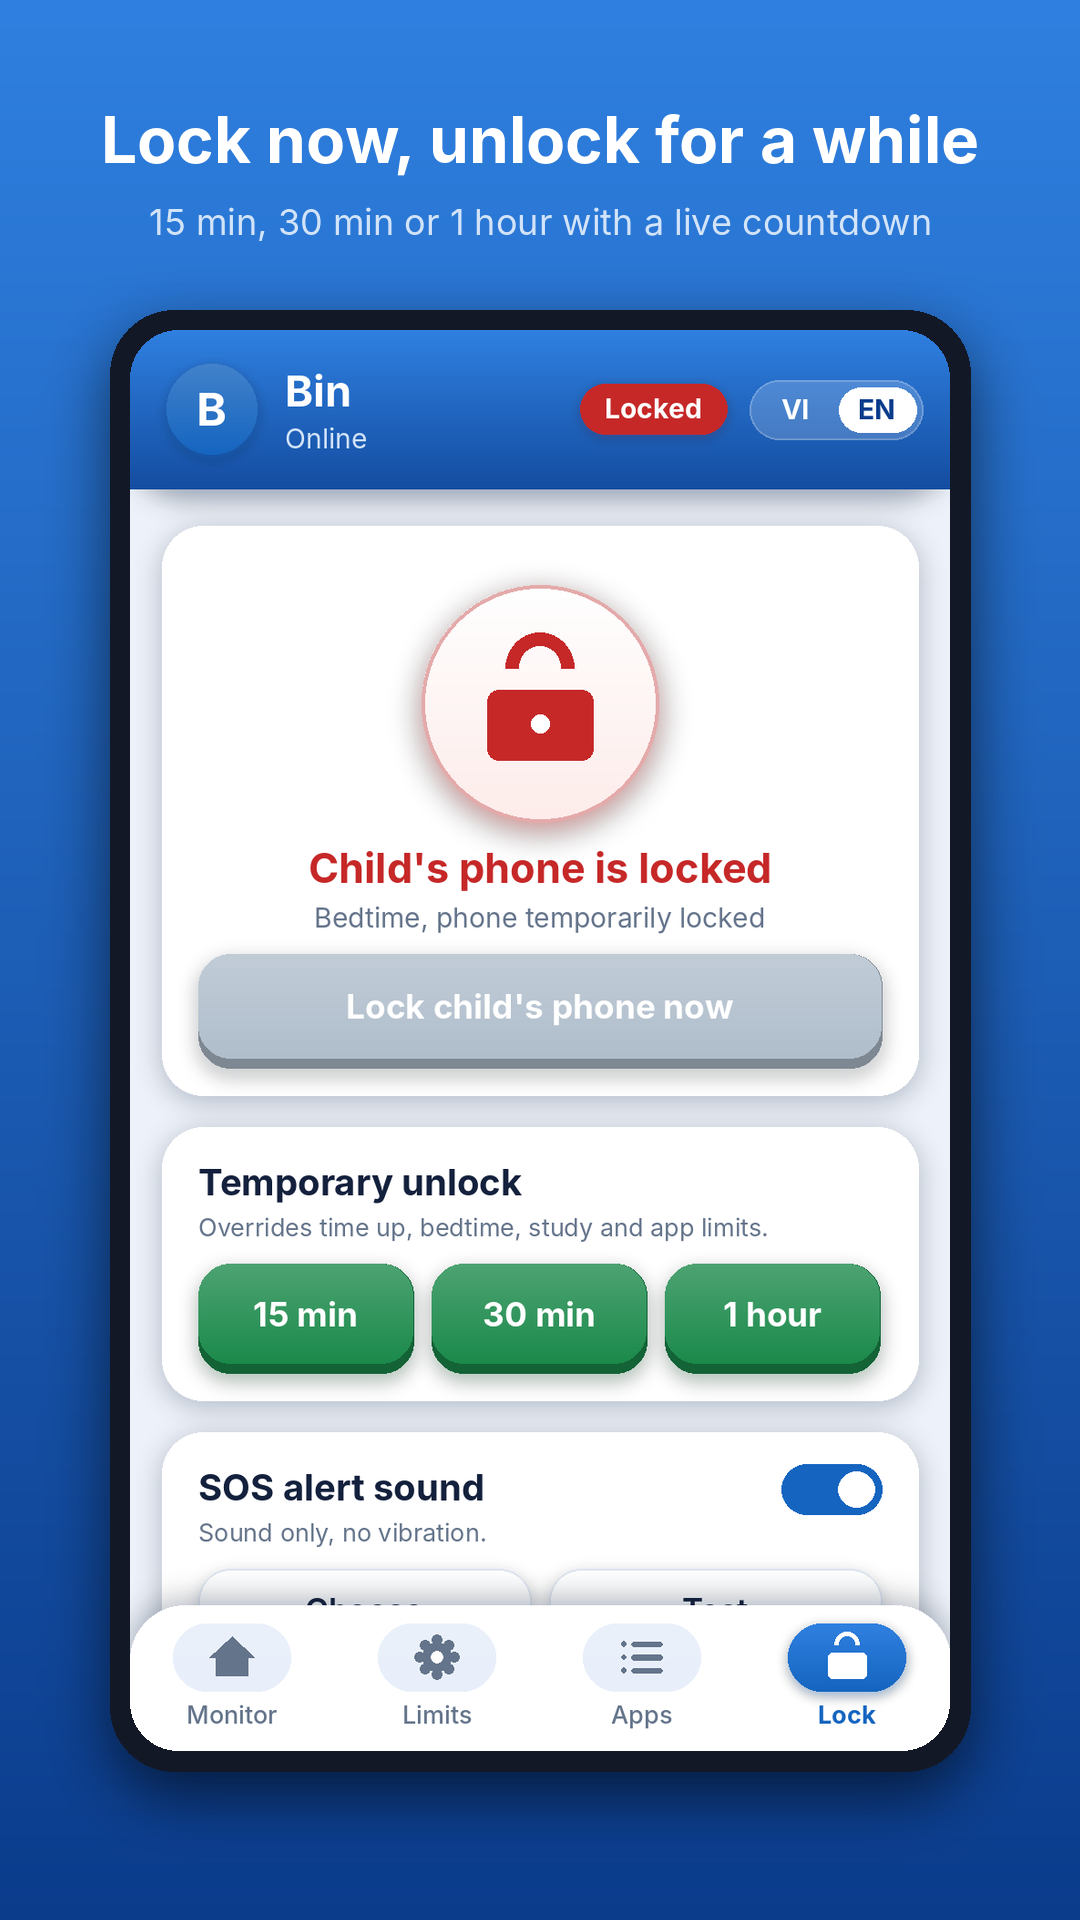 Lock now, unlock for a while
15 min, 30 min or 1 hour with a live countdown
B
Bin
Online
Locked
VI
EN
Child's phone is locked
Bedtime, phone temporarily locked
Lock child's phone now
Temporary unlock
Overrides time up, bedtime, study and app limits.
15 min
30 min
1 hour
SOS alert sound
Sound only, no vibration.
Monitor
Limits
Apps
Lock